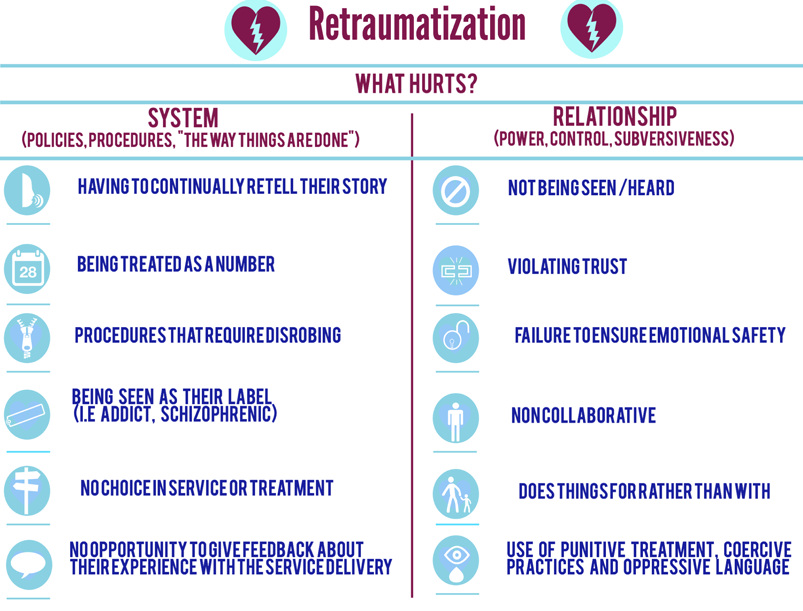 Retraumatization
WHAT HURTS?
SYSTEM
(POLICIES, PROCEDURES, "THE WAY THINGS ARE DONE")
HAVING TO CONTINUALLY RETELL THEIR STORY
28
BEING TREATED AS A NUMBER
PROCEDURES THAT REQUIRE DISROBING
BEING SEEN AS THEIR LABEL
(I.E ADDICT, SCHIZOPHRENIC)
NO CHOICE IN SERVICE OR TREATMENT
NO OPPORTUNITY TO GIVE FEEDBACK ABOUT
THEIR EXPERIENCE WITH THE SERVICE DELIVERY
RELATIONSHIP
(POWER, CONTROL, SUBVERSIVENESS)
NOT BEING SEEN /HEARD
VIOLATING TRUST
FAILURE TO ENSURE EMOTIONAL SAFETY
NON COLLABORATIVE
DOES THINGS FOR RATHER THAN WITH
USE OF PUNITIVE TREATMENT, COERCIVE
PRACTICES AND OPPRESSIVE LANGUAGE